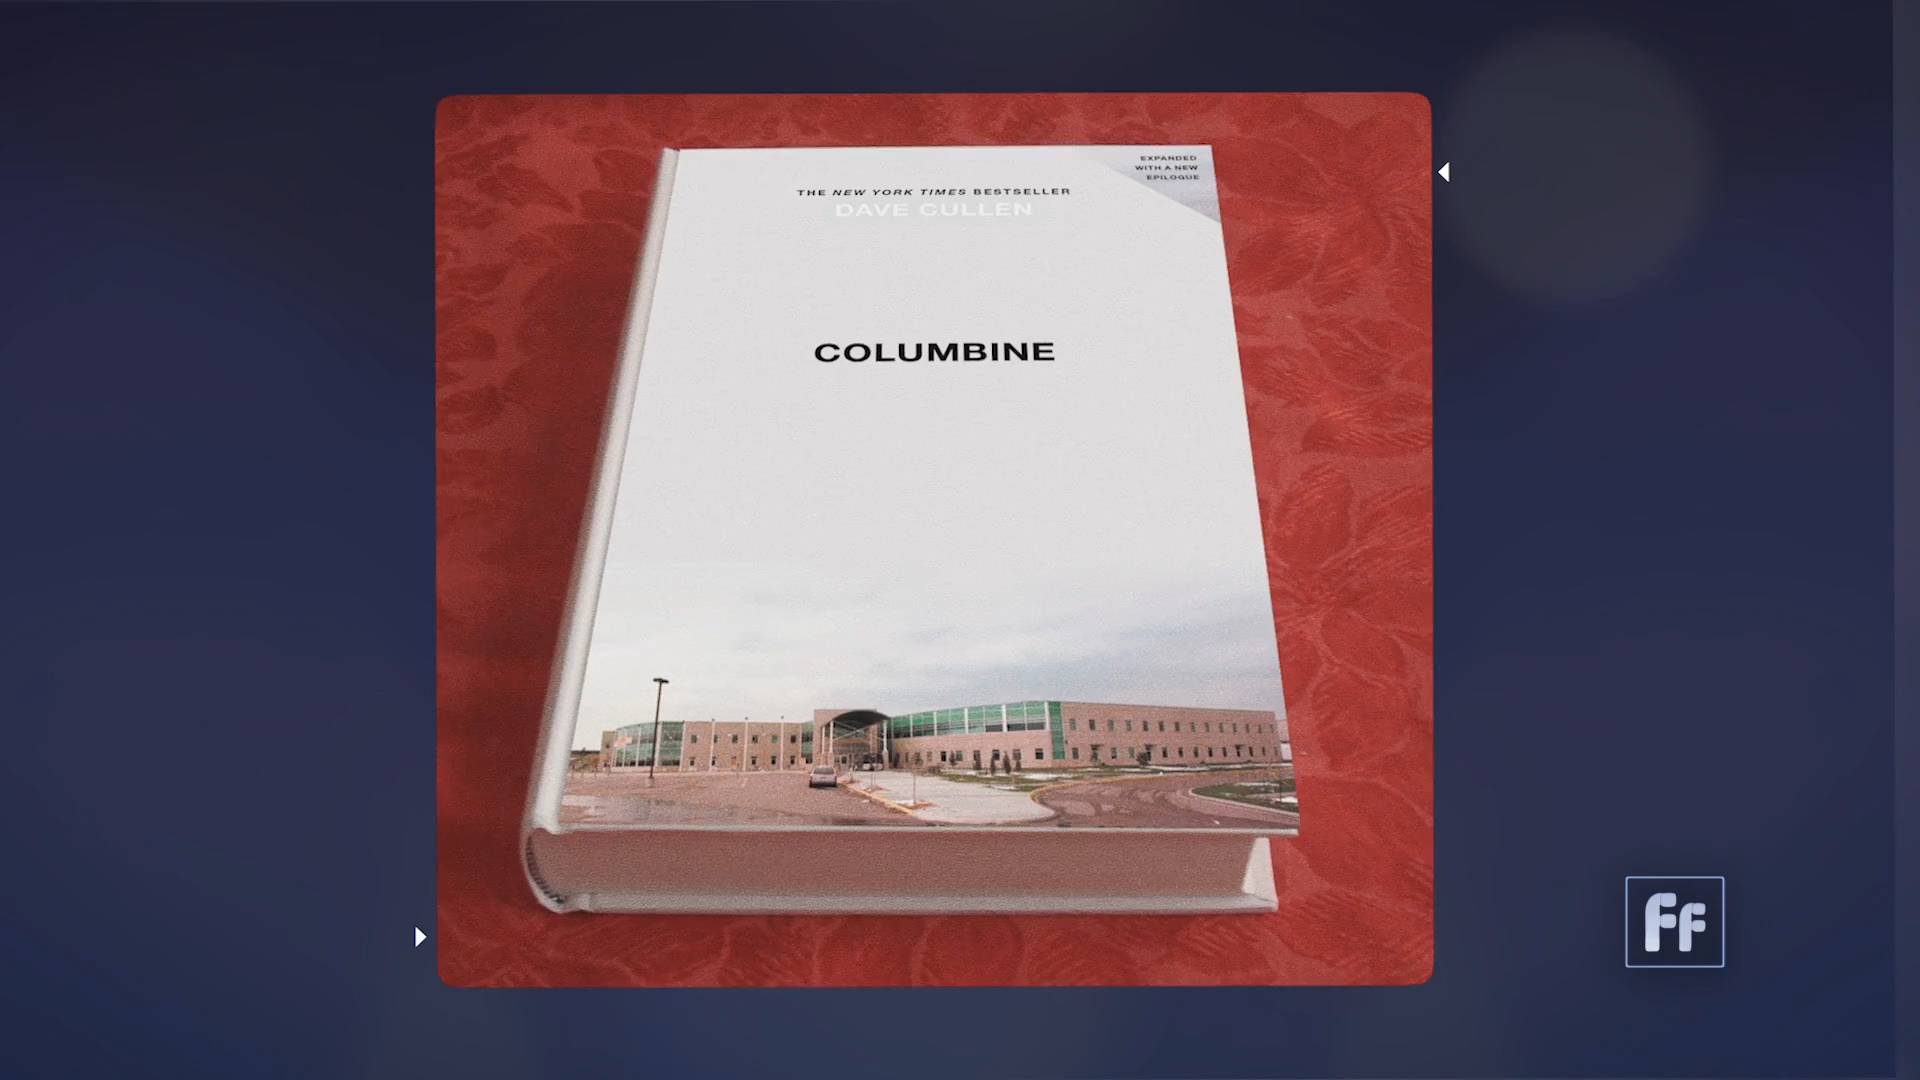 THE NEW YORK TIMES BESTSELLER
DAVE CULLEN
EXPANDED
WITH A NEW
EPILOGUE
COLUMBINE
FF